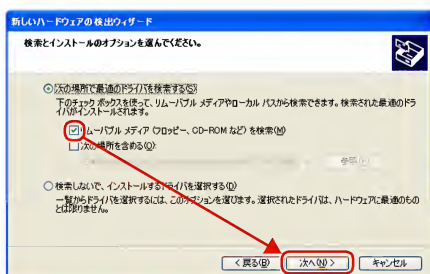 新しいハードウェアの検出ウィザード
検索とインストールのオプションを選んでください。
次の場所で最適のドライバを検索する(S)
下のチェック ボックスを使って、リムーバブル メディアやローカル パスから検索できます。検索された最適のドラ
イバがインストールされます。
リムーバブル メディア (フロッピー、CD-ROM など) を検索(M)
次の場所を含める(O):
参照(R)
検索しないで、インストールするドライバを選択する(D)
一覧からドライバを選択するには、このオプションを選びます。選択されたドライバは、ハードウェアに最適のもの
とは限りません。
< 戻る(B)
次へ(N) >
キャンセル